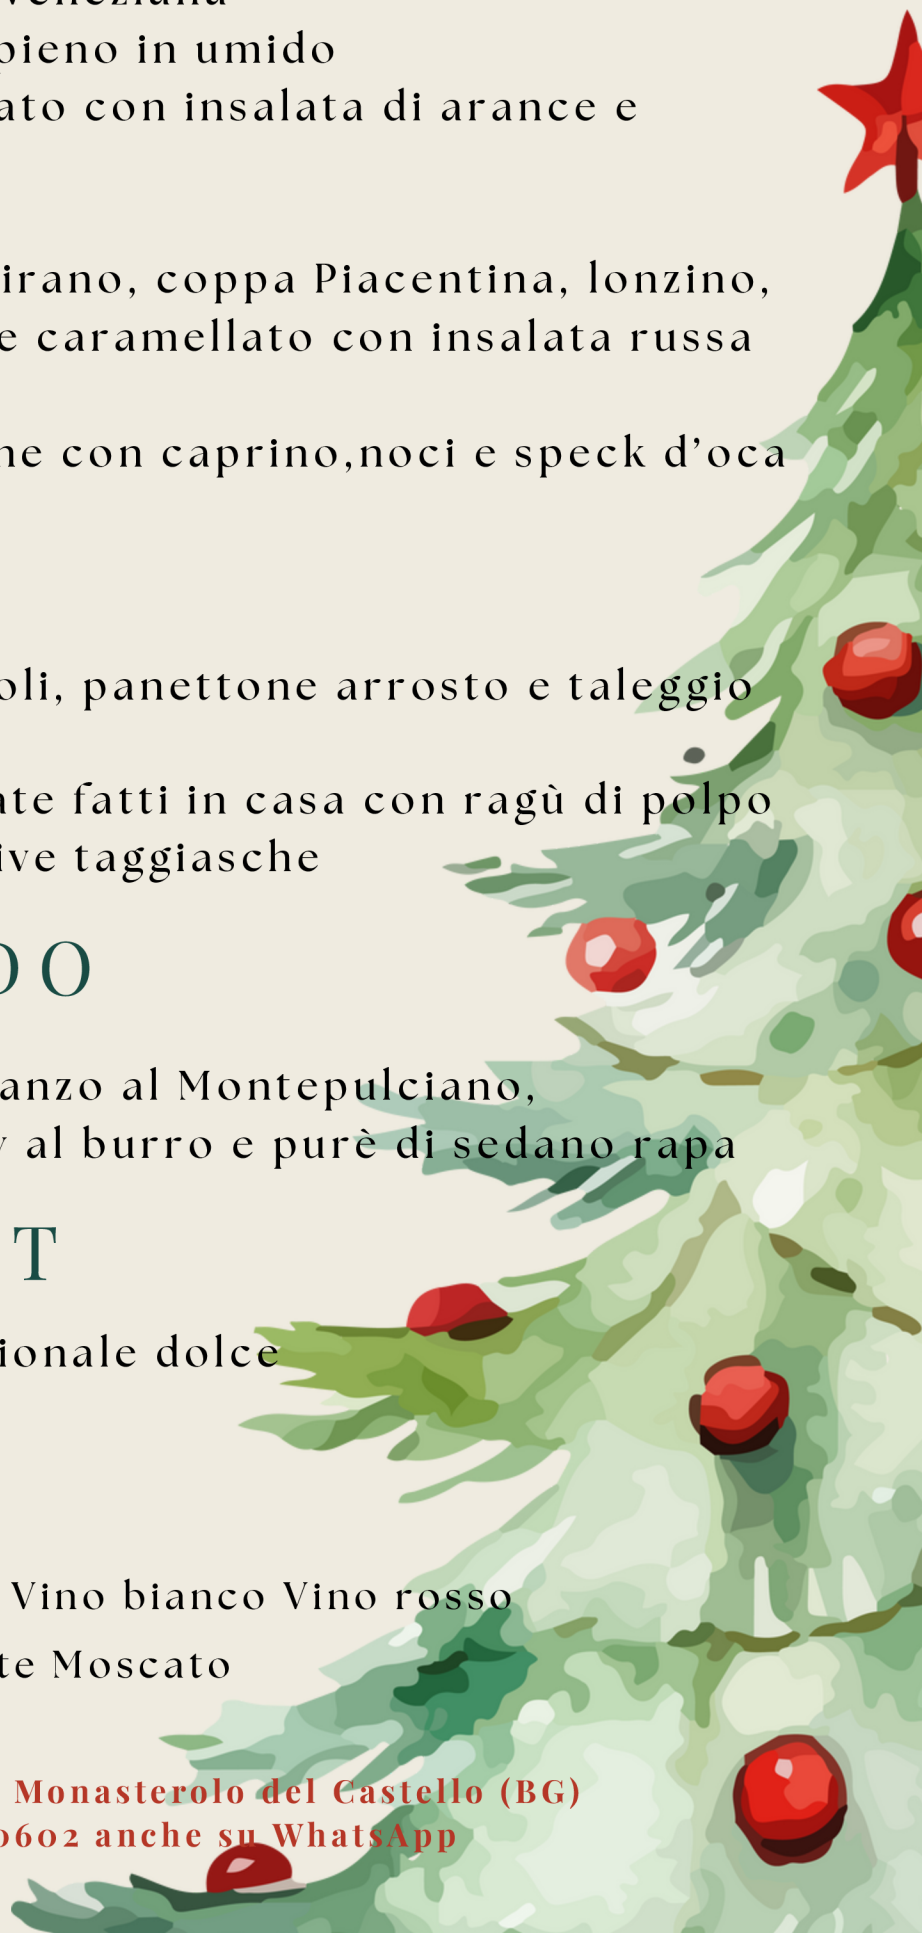 veneziana
pieno in umido
ato con insalata di arance e
irano, coppa Piacentina, lonzino,
e caramellato con insalata russa
ne con caprino,noci e speck d'oca
oli, panettone arrosto e taleggio
ate fatti in casa con ragù di polpo
ive taggiasche
DO
anzo al Montepulciano,
y al burro e purè di sedano rapa
T
ionale dolce
Vino bianco Vino rosso
te Moscato
Monasterolo del Castello (BG)
0602 anche su WhatsApp